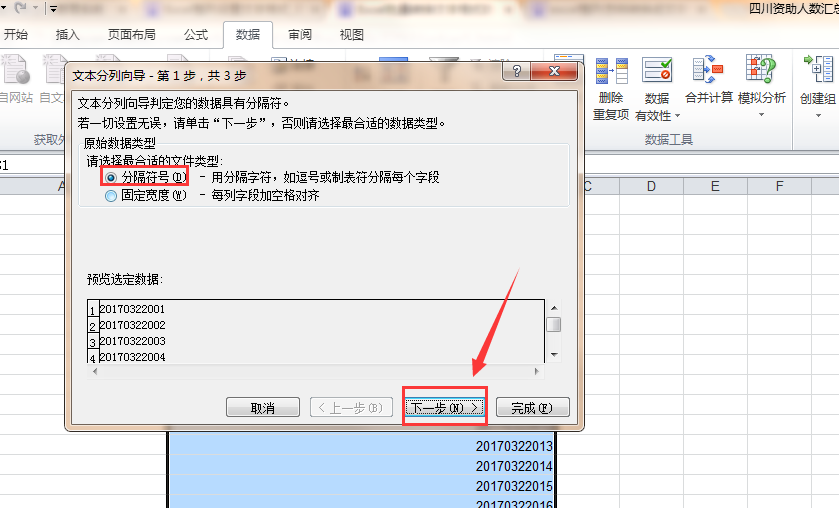 四川资助人数汇总
开始 插入 页面布局 公式 数据 审阅 视图
自网站 自文
删除
重复项
数据
有效性
合并计算 模拟分析 创建组
获取外
数据工具
文本分列向导 - 第 1 步，共 3 步
文本分列向导判定您的数据具有分隔符。
若一切设置无误，请单击“下一步”，否则请选择最合适的数据类型。
原始数据类型
请选择最合适的文件类型:
分隔符号(D) - 用分隔字符，如逗号或制表符分隔每个字段
固定宽度(W) - 每列字段加空格对齐
预览选定数据:
1 20170322001
2 20170322002
3 20170322003
4 20170322004
取消 < 上一步(B) 下一步(N) > 完成(F)
A C D E F
20170322013
20170322014
20170322015
20170322016